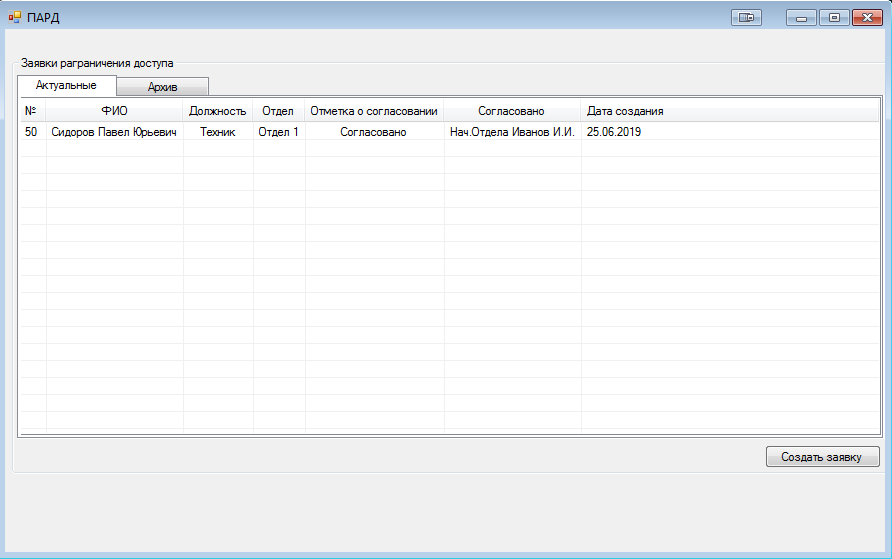 ПАРД
Заявки раграничения доступа
Актуальные Архив
№ ФИО Должность Отдел Отметка о согласовании Согласовано Дата создания
50 Сидоров Павел Юрьевич Техник Отдел 1 Согласовано Нач.Отдела Иванов И.И. 25.06.2019
Создать заявку